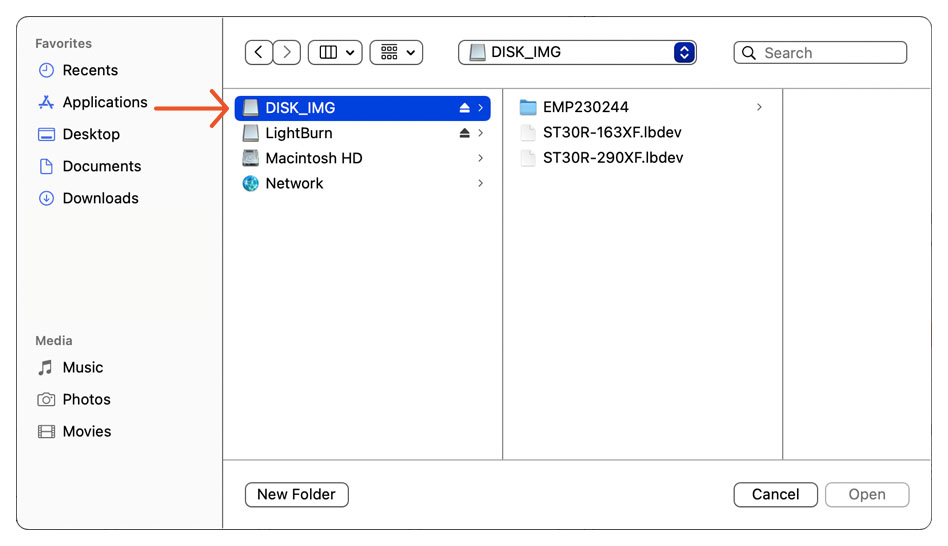 Favorites
Recents
Applications
Desktop
Documents
Downloads
Media
Music
Photos
Movies
DISK_IMG
Search
DISK_IMG
LightBurn
Macintosh HD
Network
EMP230244
ST30R-163XF.lbdev
ST30R-290XF.lbdev
New Folder
Cancel
Open